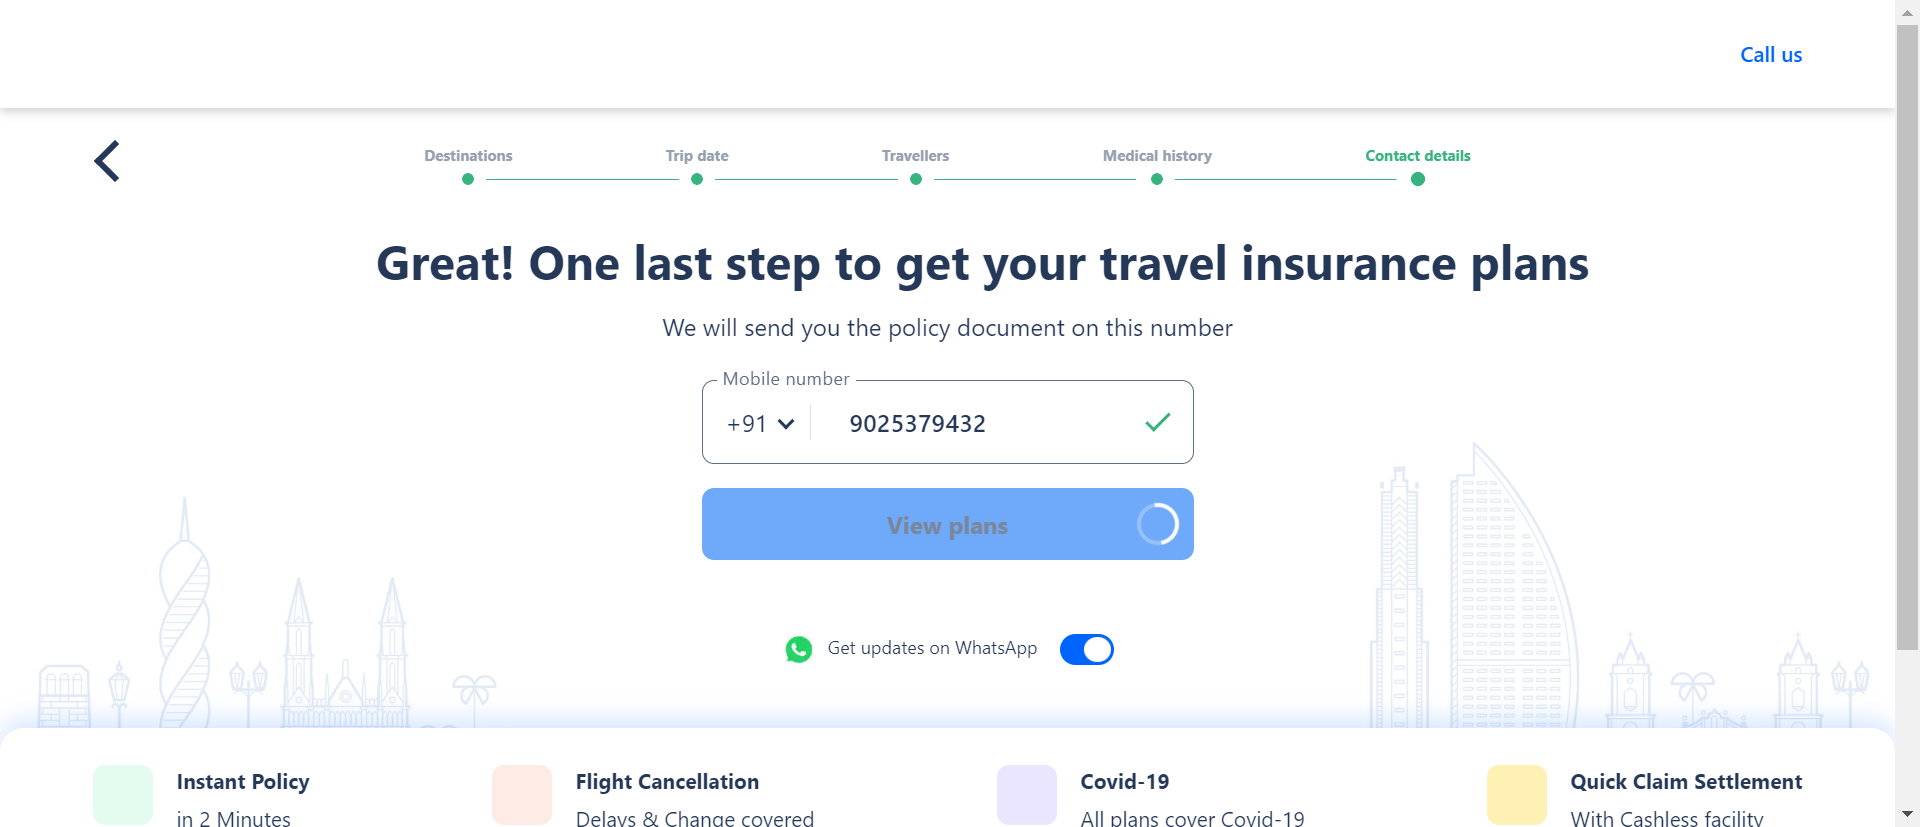 Call us
Destinations
Trip date
Travellers
Medical history
Contact details
Great! One last step to get your travel insurance plans
We will send you the policy document on this number
Mobile number
+91
9025379432
View plans
Get updates on WhatsApp
Instant Policy
in 2 Minutes
Flight Cancellation
Delays & Change covered
Covid-19
All plans cover Covid-19
Quick Claim Settlement
With Cashless facility